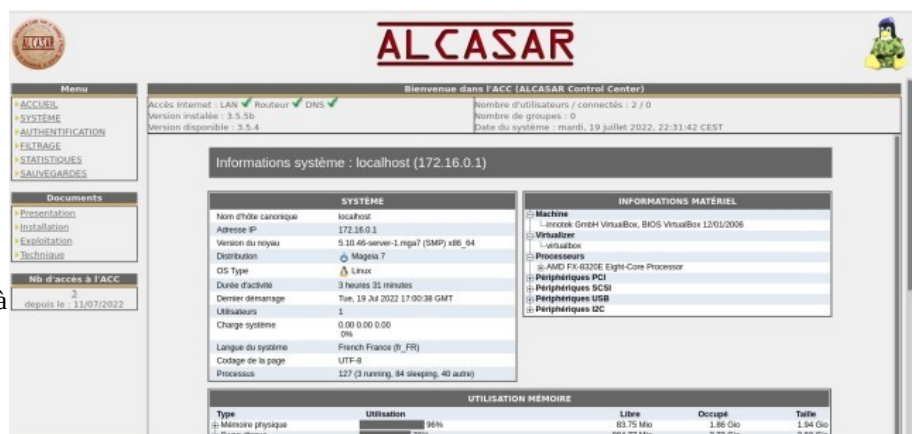 ALCASAR
Menu
ACCUEIL
SYSTÈME
AUTHENTIFICATION
FILTRAGE
STATISTIQUES
SAUVEGARDES
Documents
Presentation
Installation
Exploitation
Technique
Nb d'accès à l'ACC
3
depuis le : 11/07/2022
à
Bienvenue dans l'ACC (ALCASAR Control Center)
Accès Internet : LAN Routeur DNS
Version installée : 3.5.5b
Version disponible : 3.5.4
Nombre d'utilisateurs / connectés : 2 / 0
Nombre de groupes : 0
Date du système : mardi, 19 juillet 2022, 22:31:42 CEST
Informations système : localhost (172.16.0.1)
SYSTÈME
Nom d'hôte canonique localhost
Adresse IP 172.16.0.1
Version du noyau 5.10.46-server-1.mga7 (SMP) x86_64
Distribution Mageia 7
OS Type Linux
Durée d'activité 3 heures 31 minutes
Dernier démarrage Tue, 19 Jul 2022 17:00:38 GMT
Utilisateurs 1
Charge système 0.00 0.00 0.00
0%
Langue du système French France (fr_FR)
Codage de la page UTF-8
Processus 127 (3 running, 84 sleeping, 40 autre)
INFORMATIONS MATÉRIEL
Machine
innotek GmbH VirtualBox, BIOS VirtualBox 12/01/2006
Virtualizer
virtualbox
Processeurs
AMD FX-8320E Eight-Core Processor
Périphériques PCI
Périphériques SCSI
Périphériques USB
Périphériques I2C
UTILISATION MÉMOIRE
Type Utilisation Libre Occupé Taille
Mémoire physique 96% 83.75 Mio 1.86 Gio 1.94 Gio